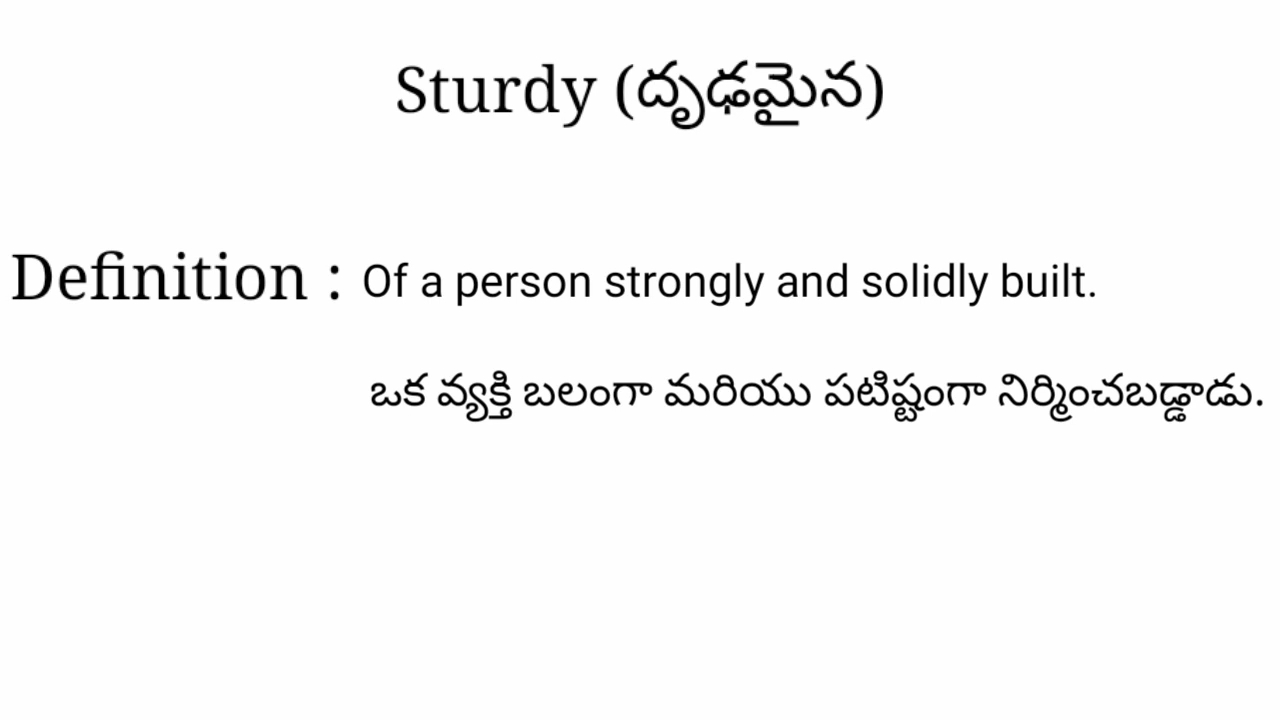 Sturdy (దృఢమైన)
Definition : Of a person strongly and solidly built.
ఒక వ్యక్తి బలంగా మరియు పటిష్టంగా నిర్మించబడ్డాడు.